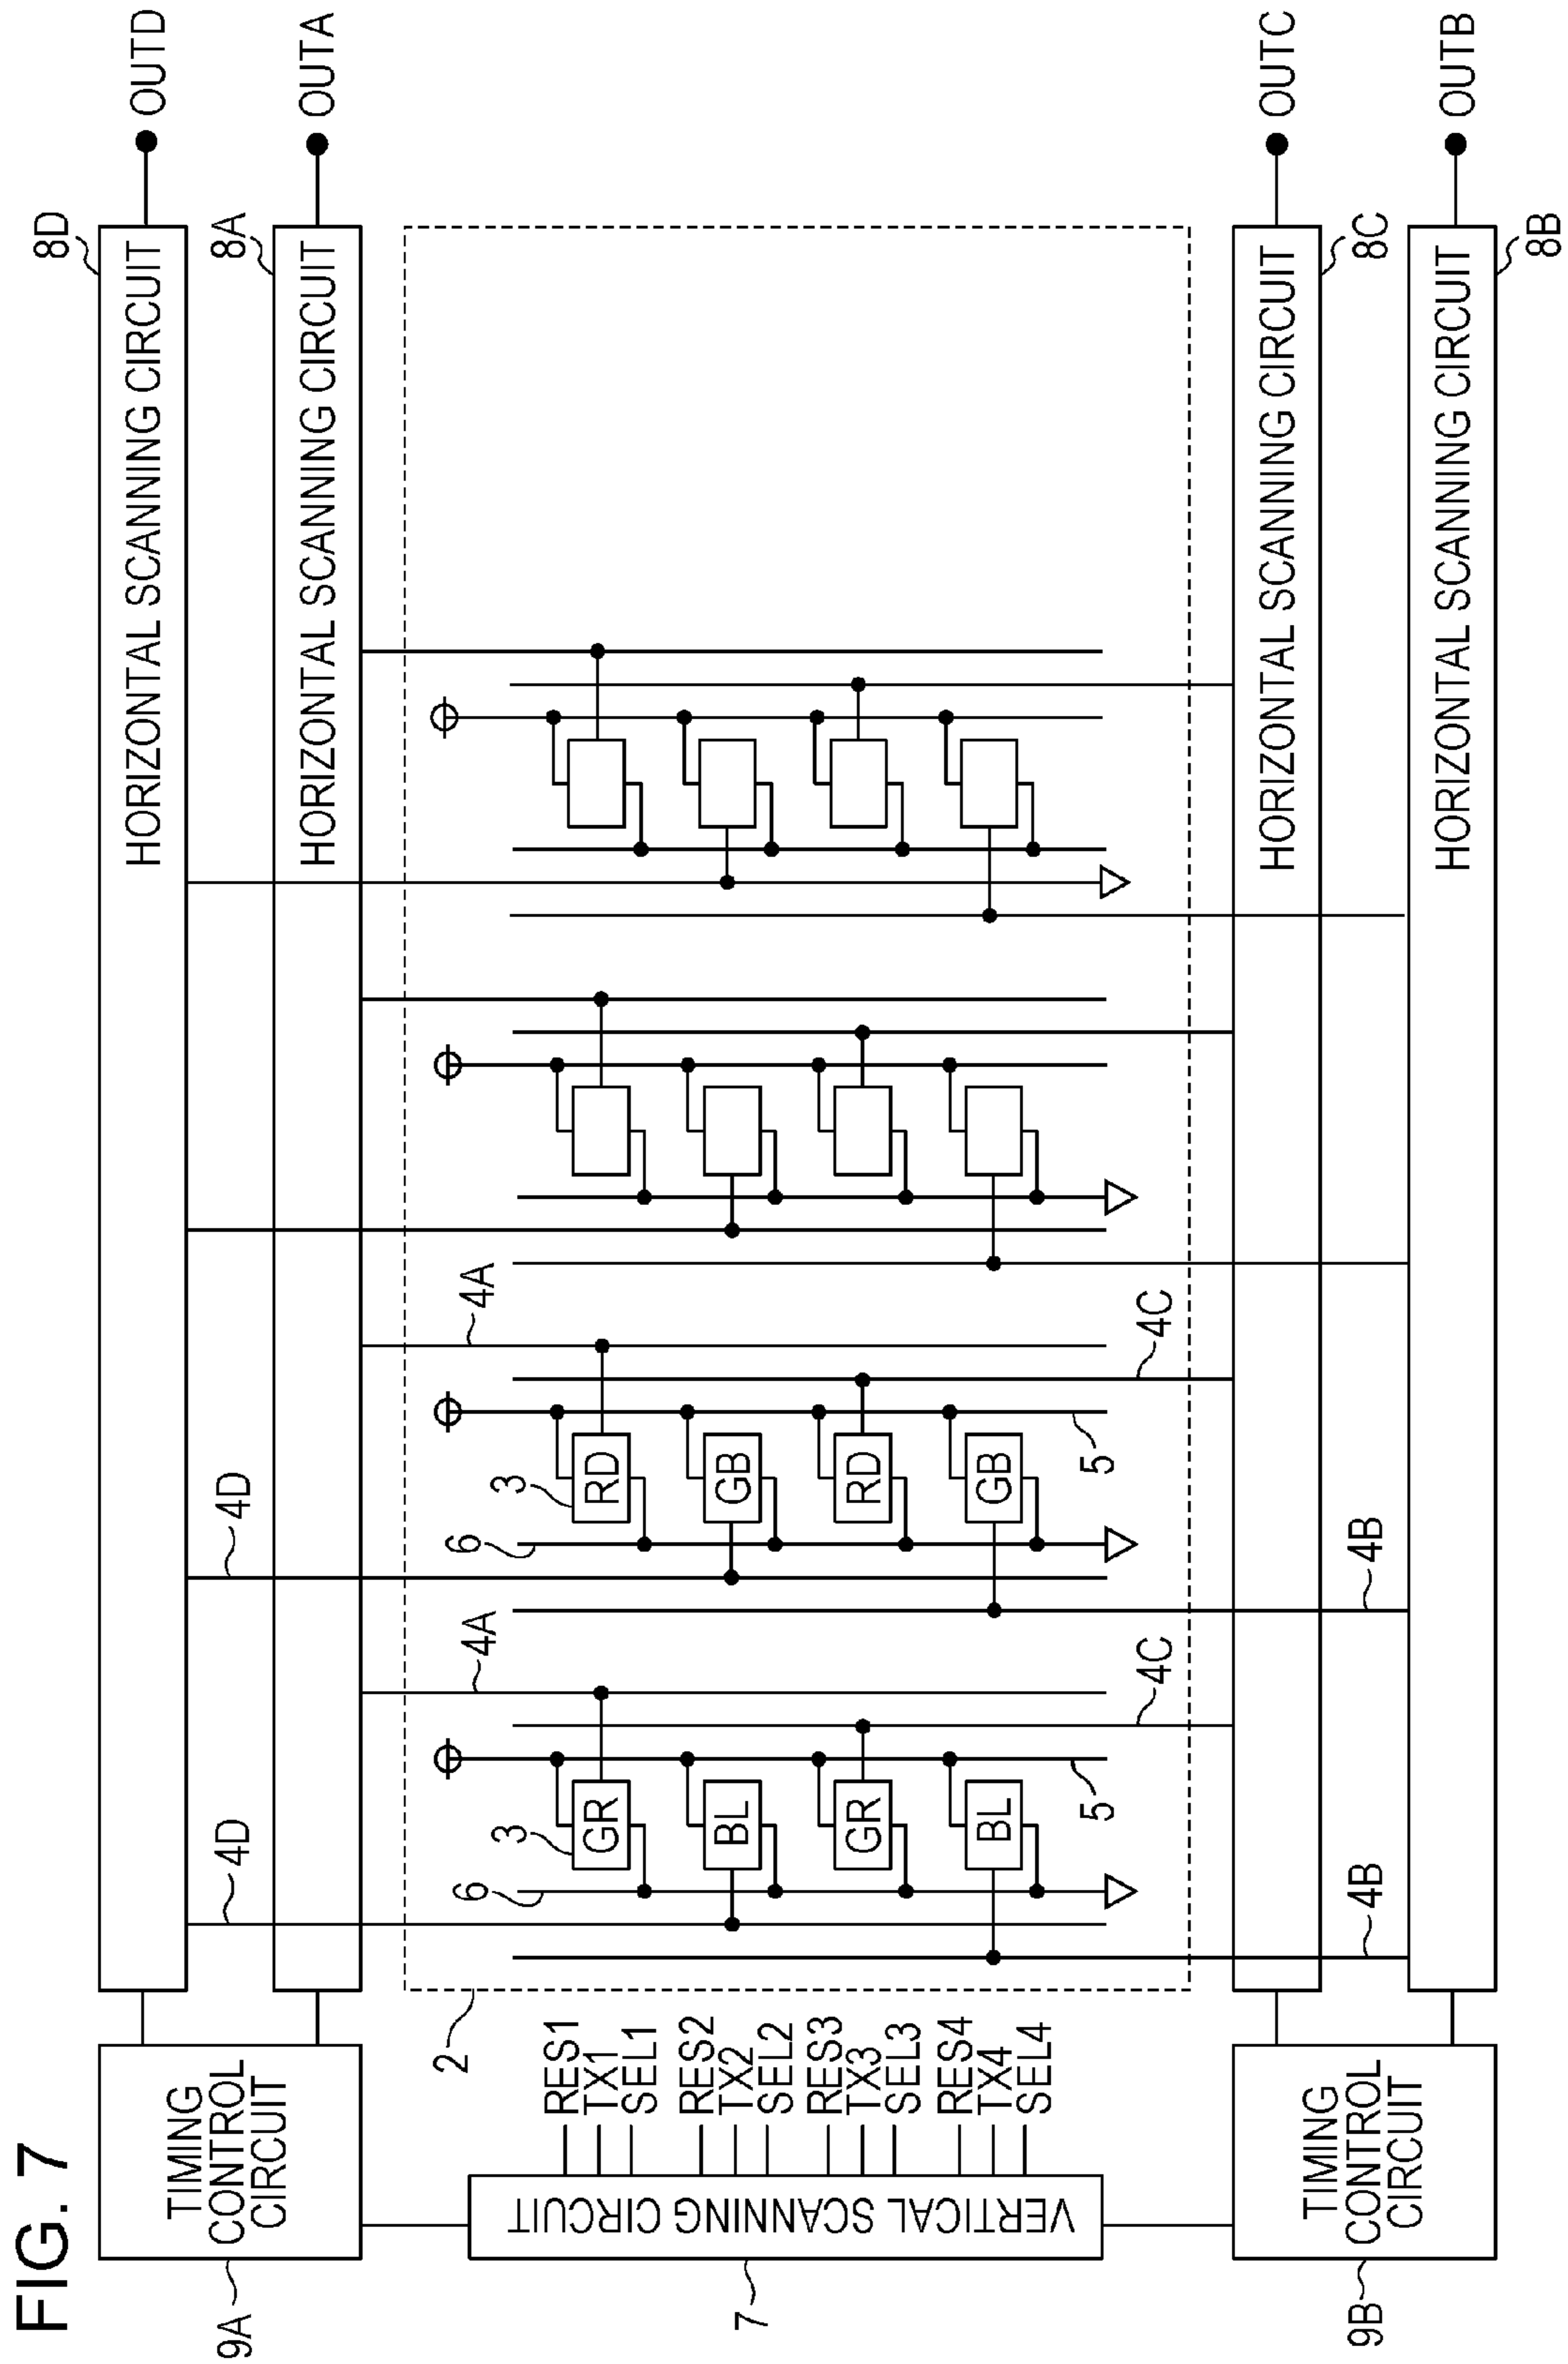 FIG. 7
8D
HORIZONTAL SCANNING CIRCUIT
OUTD
8A
HORIZONTAL SCANNING CIRCUIT
OUTA
TIMING
CONTROL
CIRCUIT
9A
4D
4A
4D
4A
2
6
3
6
3
RES1
TX1
SEL1
RES2
TX2
SEL2
RES3
TX3
SEL3
RES4
TX4
SEL4
VERTICAL SCANNING CIRCUIT
7
GR
RD
BL
GB
GR
RD
BL
GB
5
5
4C
4C
TIMING
CONTROL
CIRCUIT
9B
HORIZONTAL SCANNING CIRCUIT
OUTC
8C
4B
4B
HORIZONTAL SCANNING CIRCUIT
OUTB
8B